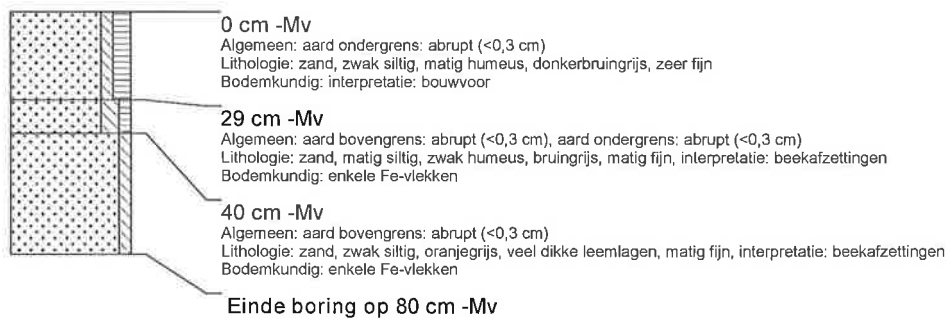 0 cm -Mv
Algemeen: aard ondergrens: abrupt (<0,3 cm)
Lithologie: zand, zwak siltig, matig humeus, donkerbruingrijs, zeer fijn
Bodemkundig: interpretatie: bouwvoor
29 cm -Mv
Algemeen: aard bovengrens: abrupt (<0,3 cm), aard ondergrens: abrupt (<0,3 cm)
Lithologie: zand, matig siltig, zwak humeus, bruingrijs, matig fijn, interpretatie: beekafzettingen
Bodemkundig: enkele Fe-vlekken
40 cm -Mv
Algemeen: aard bovengrens: abrupt (<0,3 cm)
Lithologie: zand, zwak siltig, oranjegrijs, veel dikke leemlagen, matig fijn, interpretatie: beekafzettingen
Bodemkundig: enkele Fe-vlekken
Einde boring op 80 cm -Mv